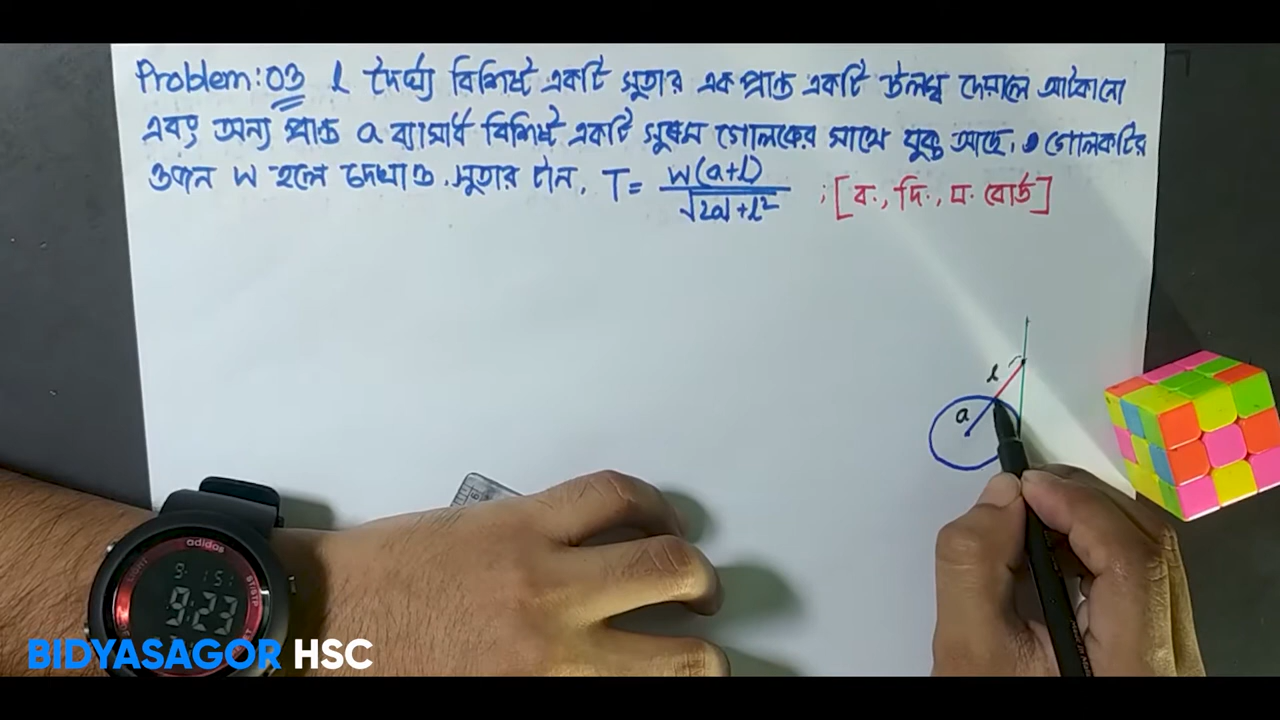 Problem: 03 l দৈর্ঘ্য বিশিষ্ট একটি সুতার এক প্রান্ত একটি উলম্ব দেয়ালে আটকানো
এবং অন্য প্রান্ত a ব্যাসার্ধ বিশিষ্ট একটি সুষম গোলকের সাথে যুক্ত আছে। গোলকটির
ওজন W হলে দেখাও, সুতার টান, T = W(a+l) / √2al+l² ; [ব., দি., য. বোর্ড]
l
a
adidas
9:23
BIDYASAGOR HSC